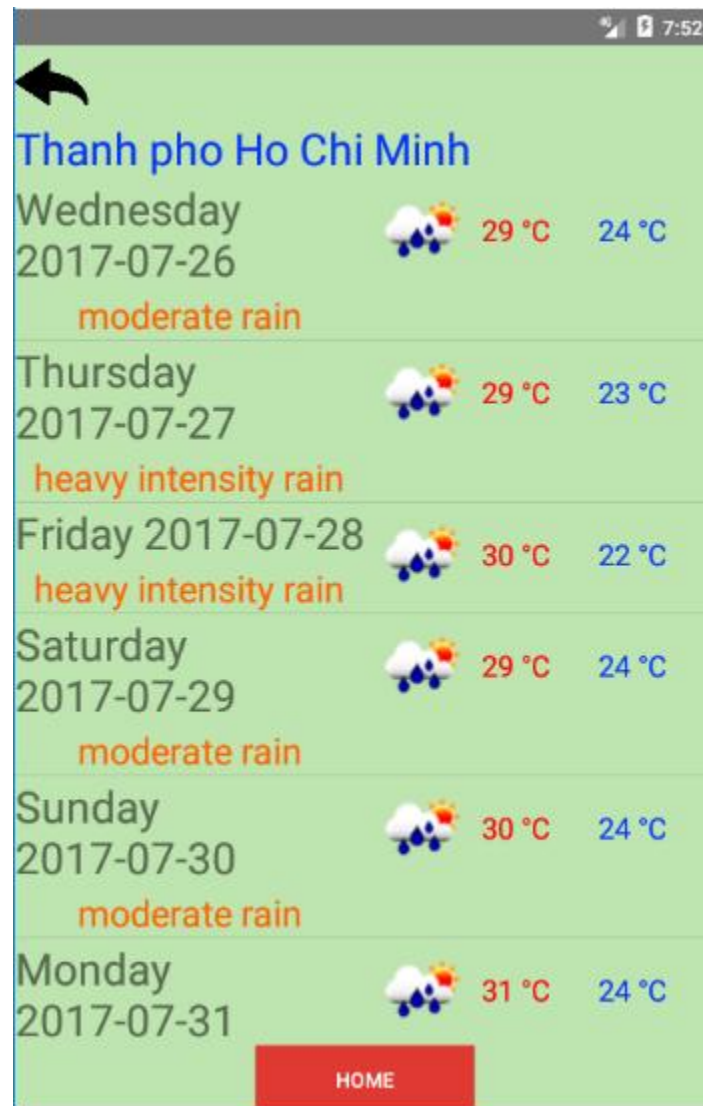 7:52
Thanh pho Ho Chi Minh
Wednesday
2017-07-26
29 °C 24 °C
moderate rain
Thursday
2017-07-27
29 °C 23 °C
heavy intensity rain
Friday 2017-07-28
30 °C 22 °C
heavy intensity rain
Saturday
2017-07-29
29 °C 24 °C
moderate rain
Sunday
2017-07-30
30 °C 24 °C
moderate rain
Monday
2017-07-31
31 °C 24 °C
HOME